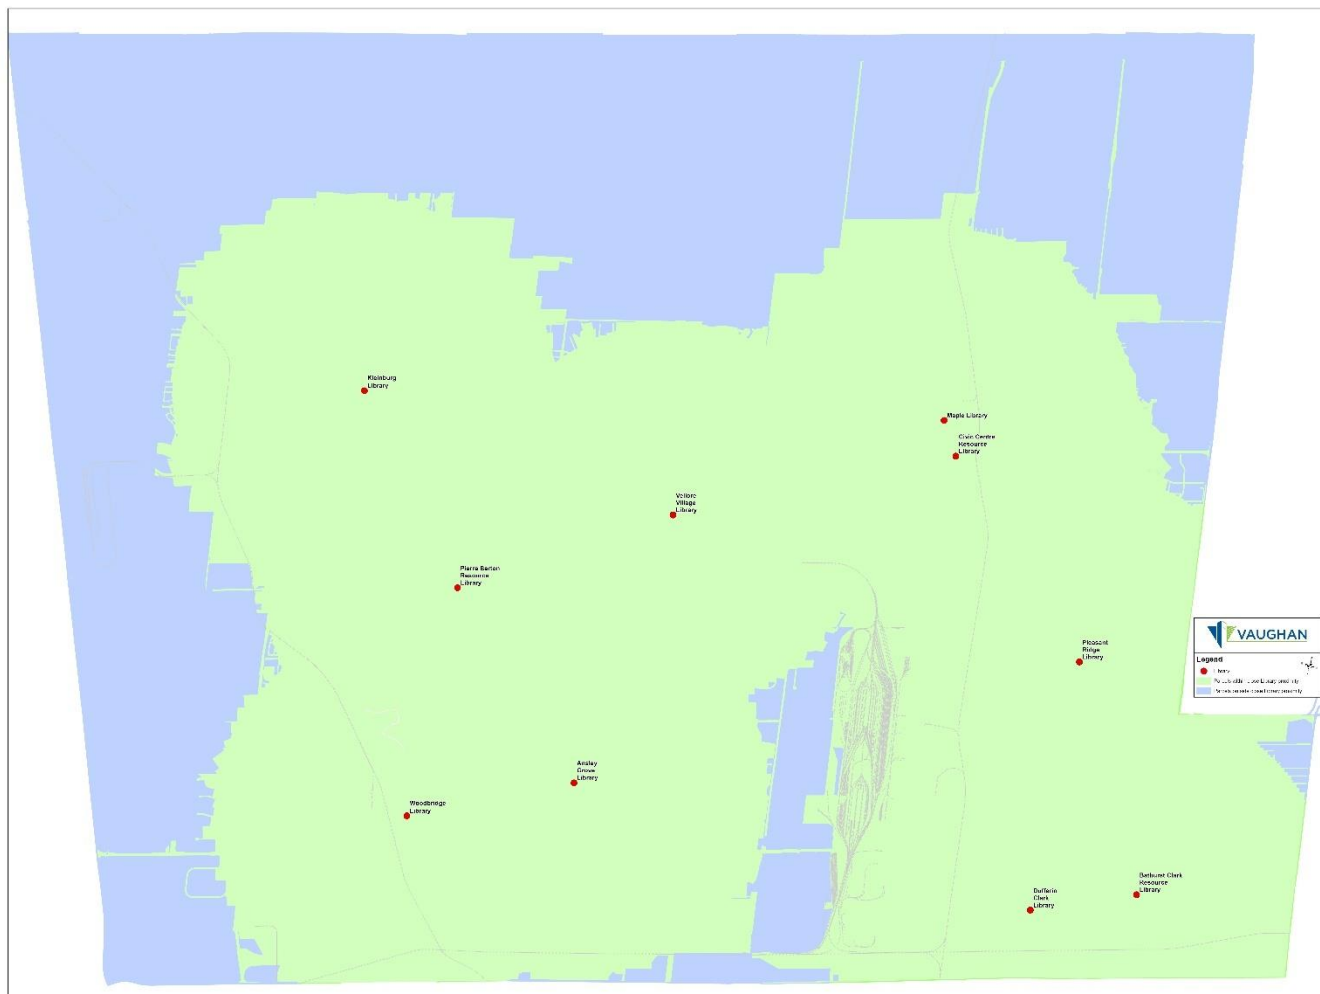 Kleinburg
Library
Maple Library
Civic Centre
Resource
Library
Vellore
Village
Library
Pierre Berton
Resource
Library
VAUGHAN
Pleasant
Ridge
Library
Legend
Library
Ansley
Grove
Library
Woodbridge
Library
Bathurst Clark
Resource
Library
Dufferin
Clark
Library